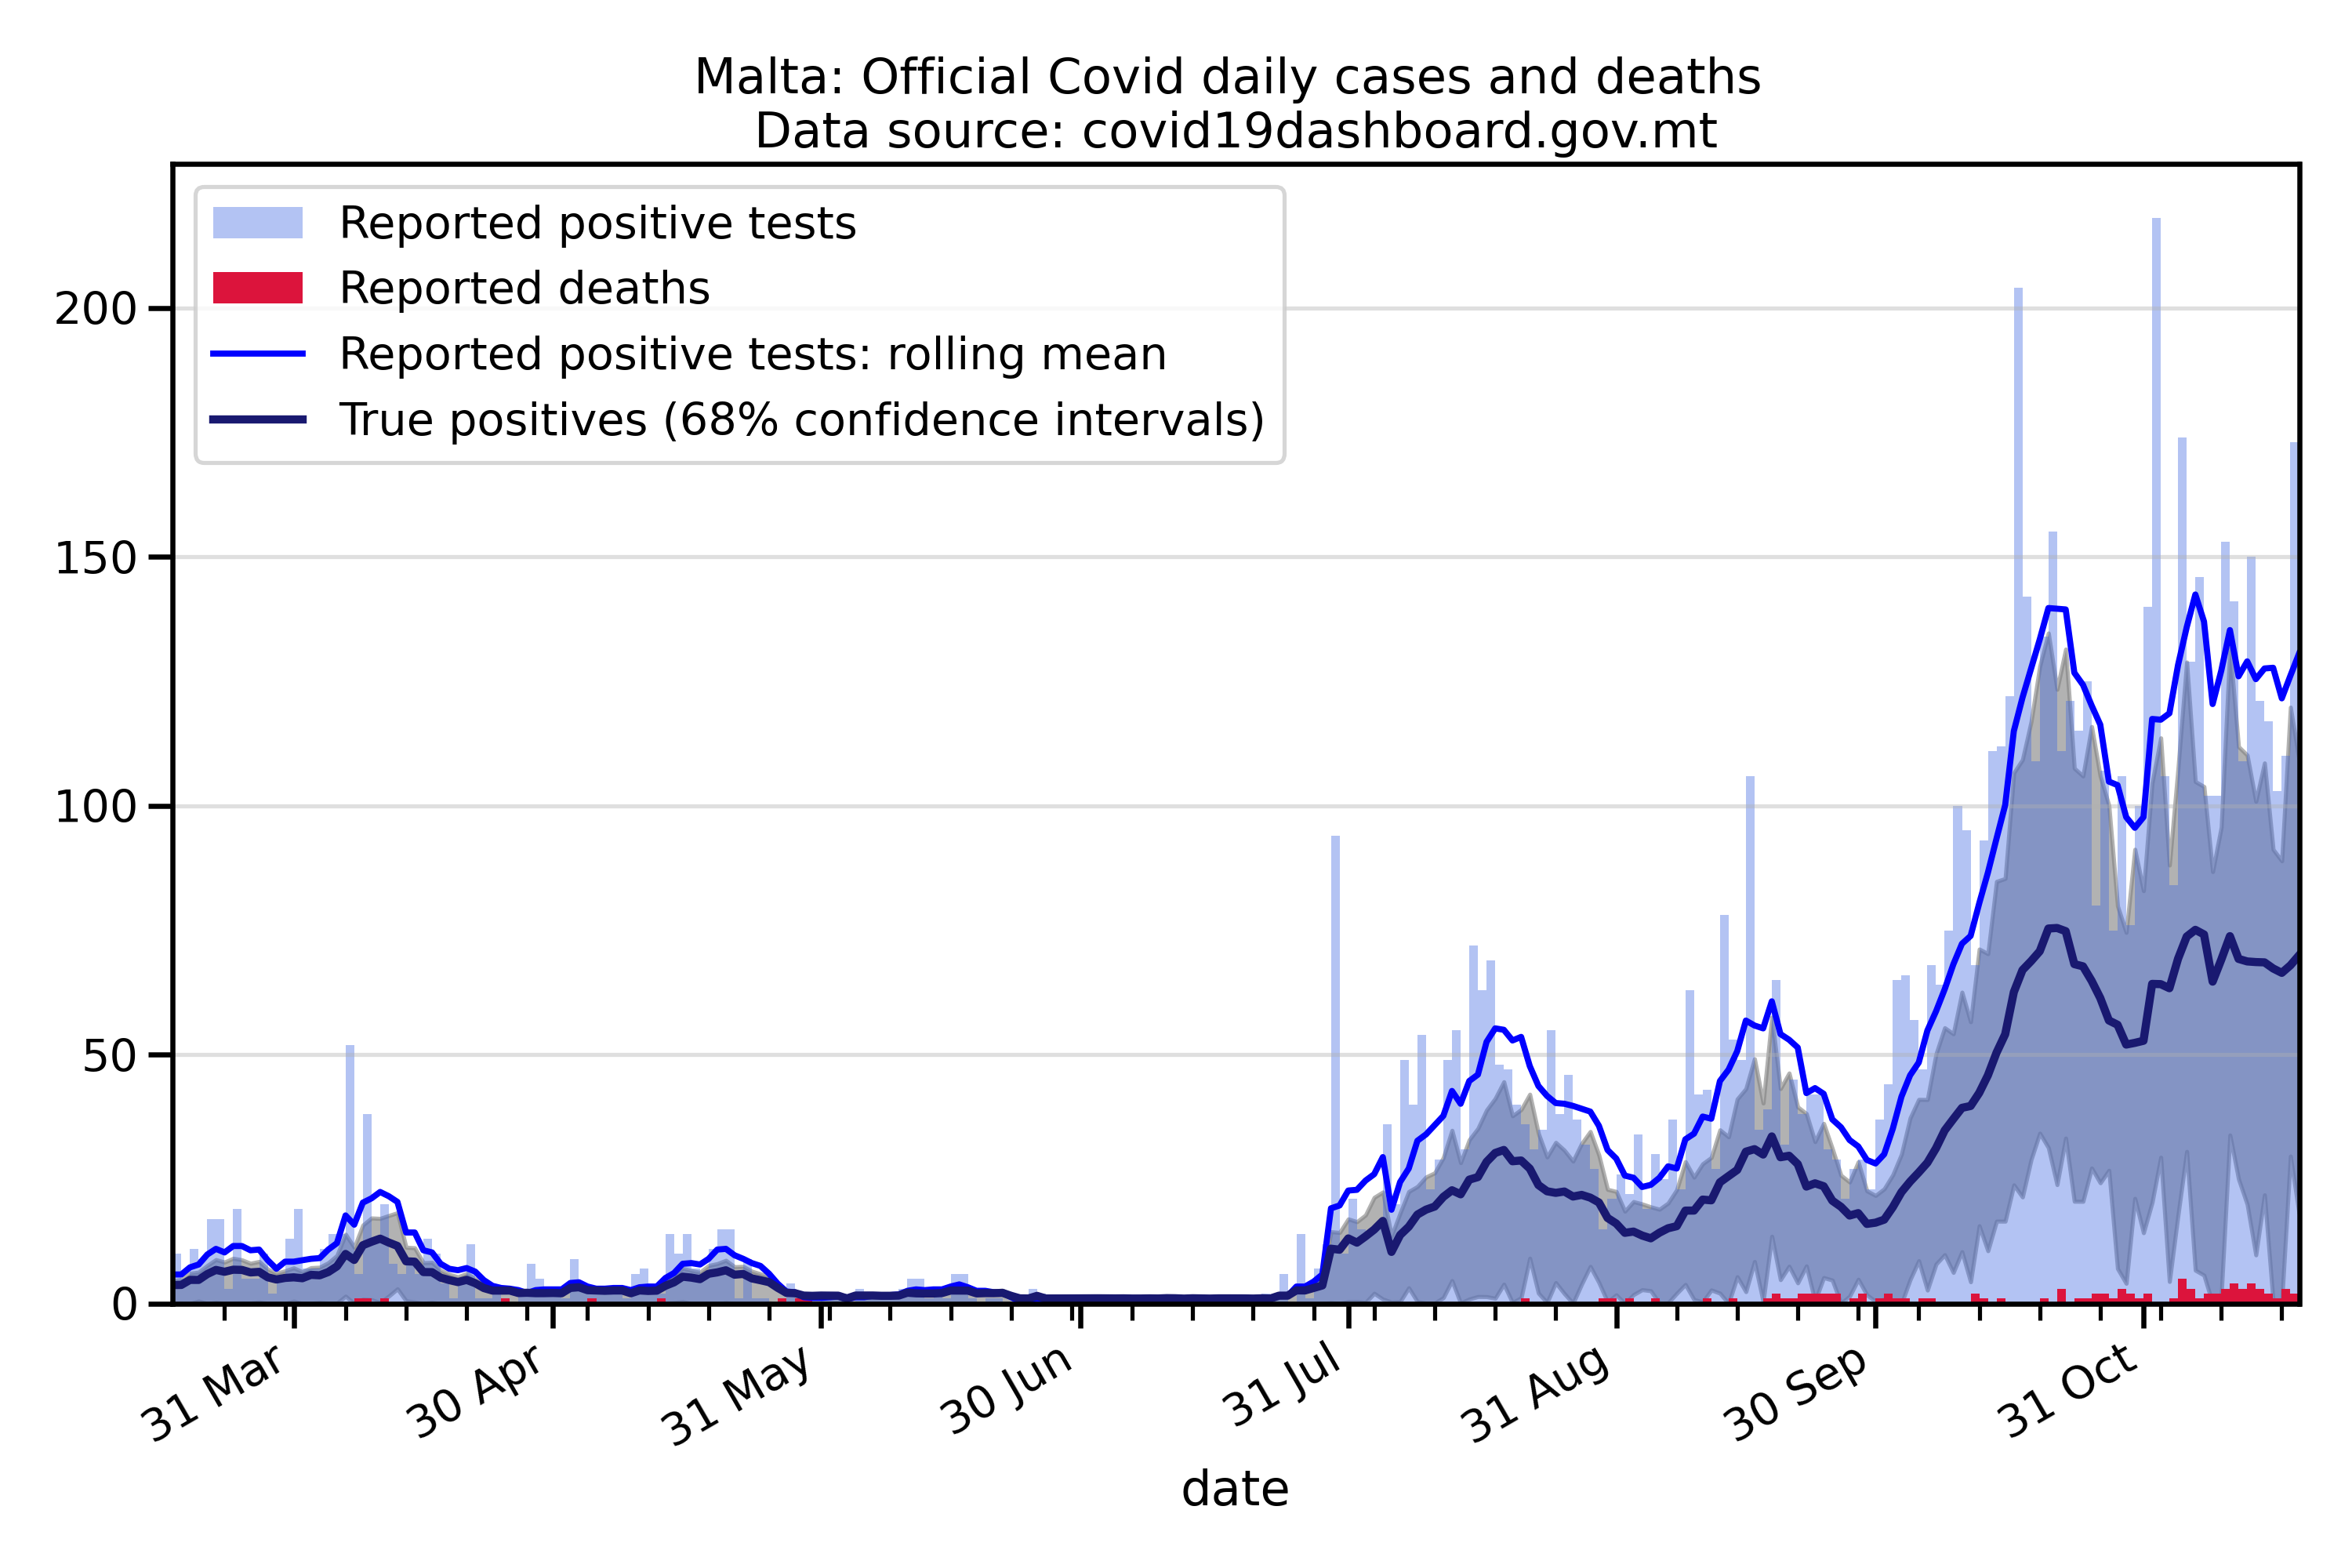 Malta: Official Covid daily cases and deaths
Data source: covid19dashboard.gov.mt
Reported positive tests
Reported deaths
Reported positive tests: rolling mean
True positives (68% confidence intervals)
200
150
100
50
0
31 Mar
30 Apr
31 May
30 Jun
31 Jul
31 Aug
30 Sep
31 Oct
date